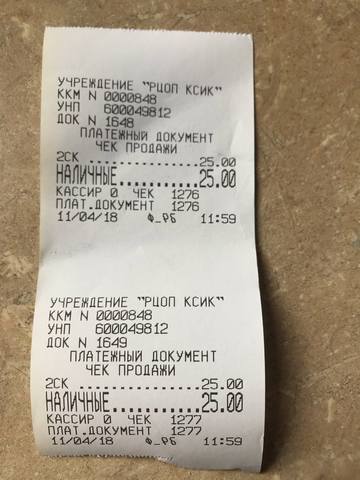 УЧРЕЖДЕНИЕ "РЦОП КСИК"
ККМ N 0000848
УНП 600049812
ДОК N 1648
ПЛАТЕЖНЫЙ ДОКУМЕНТ
ЧЕК ПРОДАЖИ
2СК ..................25.00
НАЛИЧНЫЕ...........25.00
КАССИР 0 ЧЕК 1276
ПЛАТ.ДОКУМЕНТ 1276
11/04/18 Ф_РБ 11:59
УЧРЕЖДЕНИЕ "РЦОП КСИК"
ККМ N 0000848
УНП 600049812
ДОК N 1649
ПЛАТЕЖНЫЙ ДОКУМЕНТ
ЧЕК ПРОДАЖИ
2СК ..................25.00
НАЛИЧНЫЕ...........25.00
КАССИР 0 ЧЕК 1277
ПЛАТ.ДОКУМЕНТ 1277
11/04/18 Ф_РБ 11:59